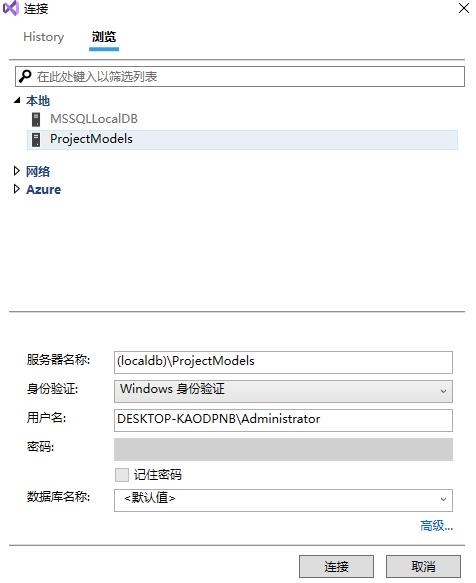 连接
History 浏览
在此处键入以筛选列表
本地
MSSQLLocalDB
ProjectModels
网络
Azure
服务器名称: (localdb)\ProjectModels
身份验证: Windows 身份验证
用户名: DESKTOP-KAODPNB\Administrator
密码:
记住密码
数据库名称: <默认值>
高级...
连接 取消